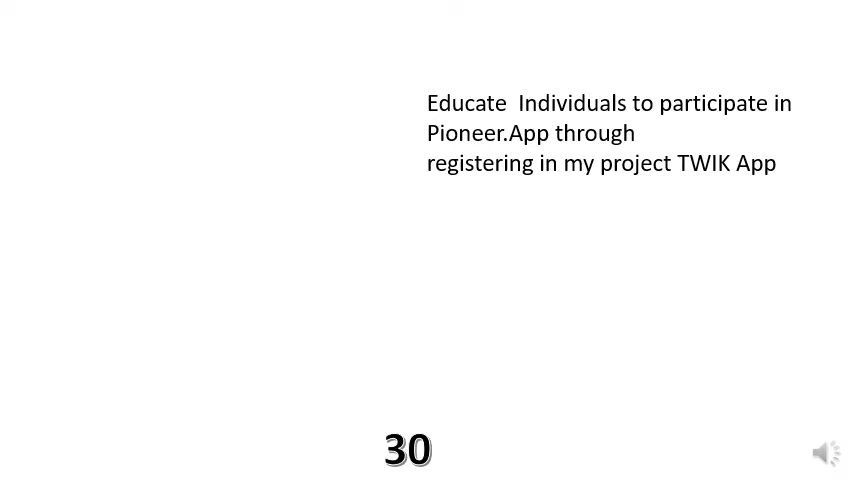 Educate  Individuals to participate in
Pioneer.App through
registering in my project TWIK App
30